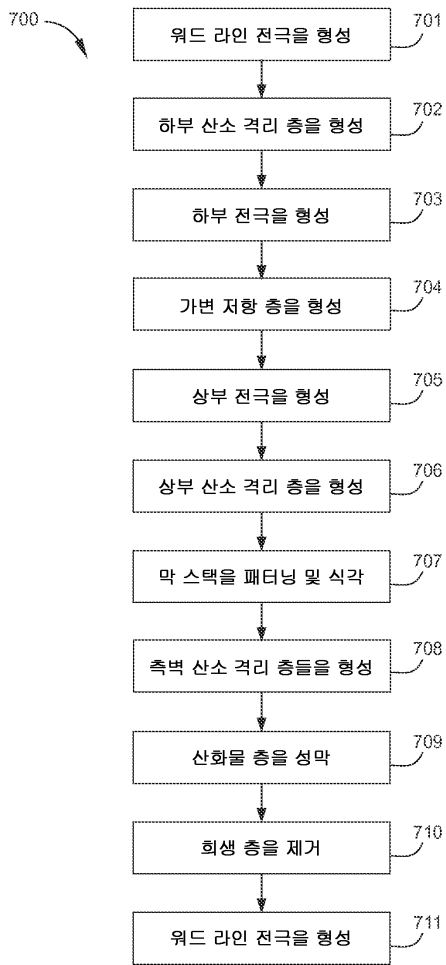 700
워드 라인 전극을 형성 701
하부 산소 격리 층을 형성 702
하부 전극을 형성 703
가변 저항 층을 형성 704
상부 전극을 형성 705
상부 산소 격리 층을 형성 706
막 스택을 패터닝 및 식각 707
측벽 산소 격리 층들을 형성 708
산화물 층을 성막 709
희생 층을 제거 710
워드 라인 전극을 형성 711